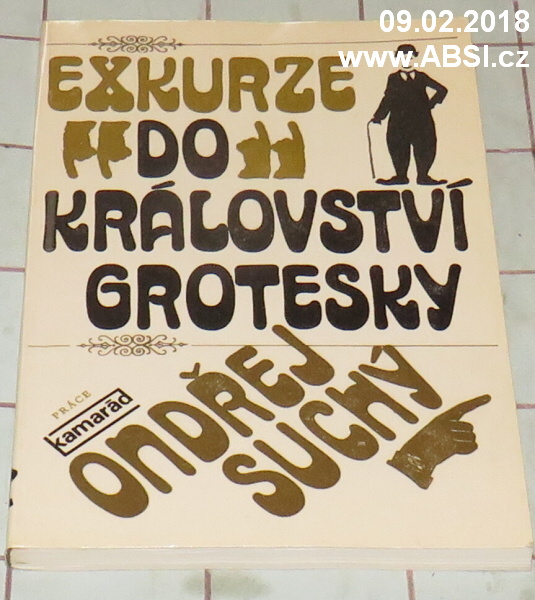 09.02.2018
www.ABSI.cz
EXKURZE
DO
KRÁLOVSTVÍ
GROTESKY
PRÁCE
kamarád
ONDŘEJ
SUCHÝ